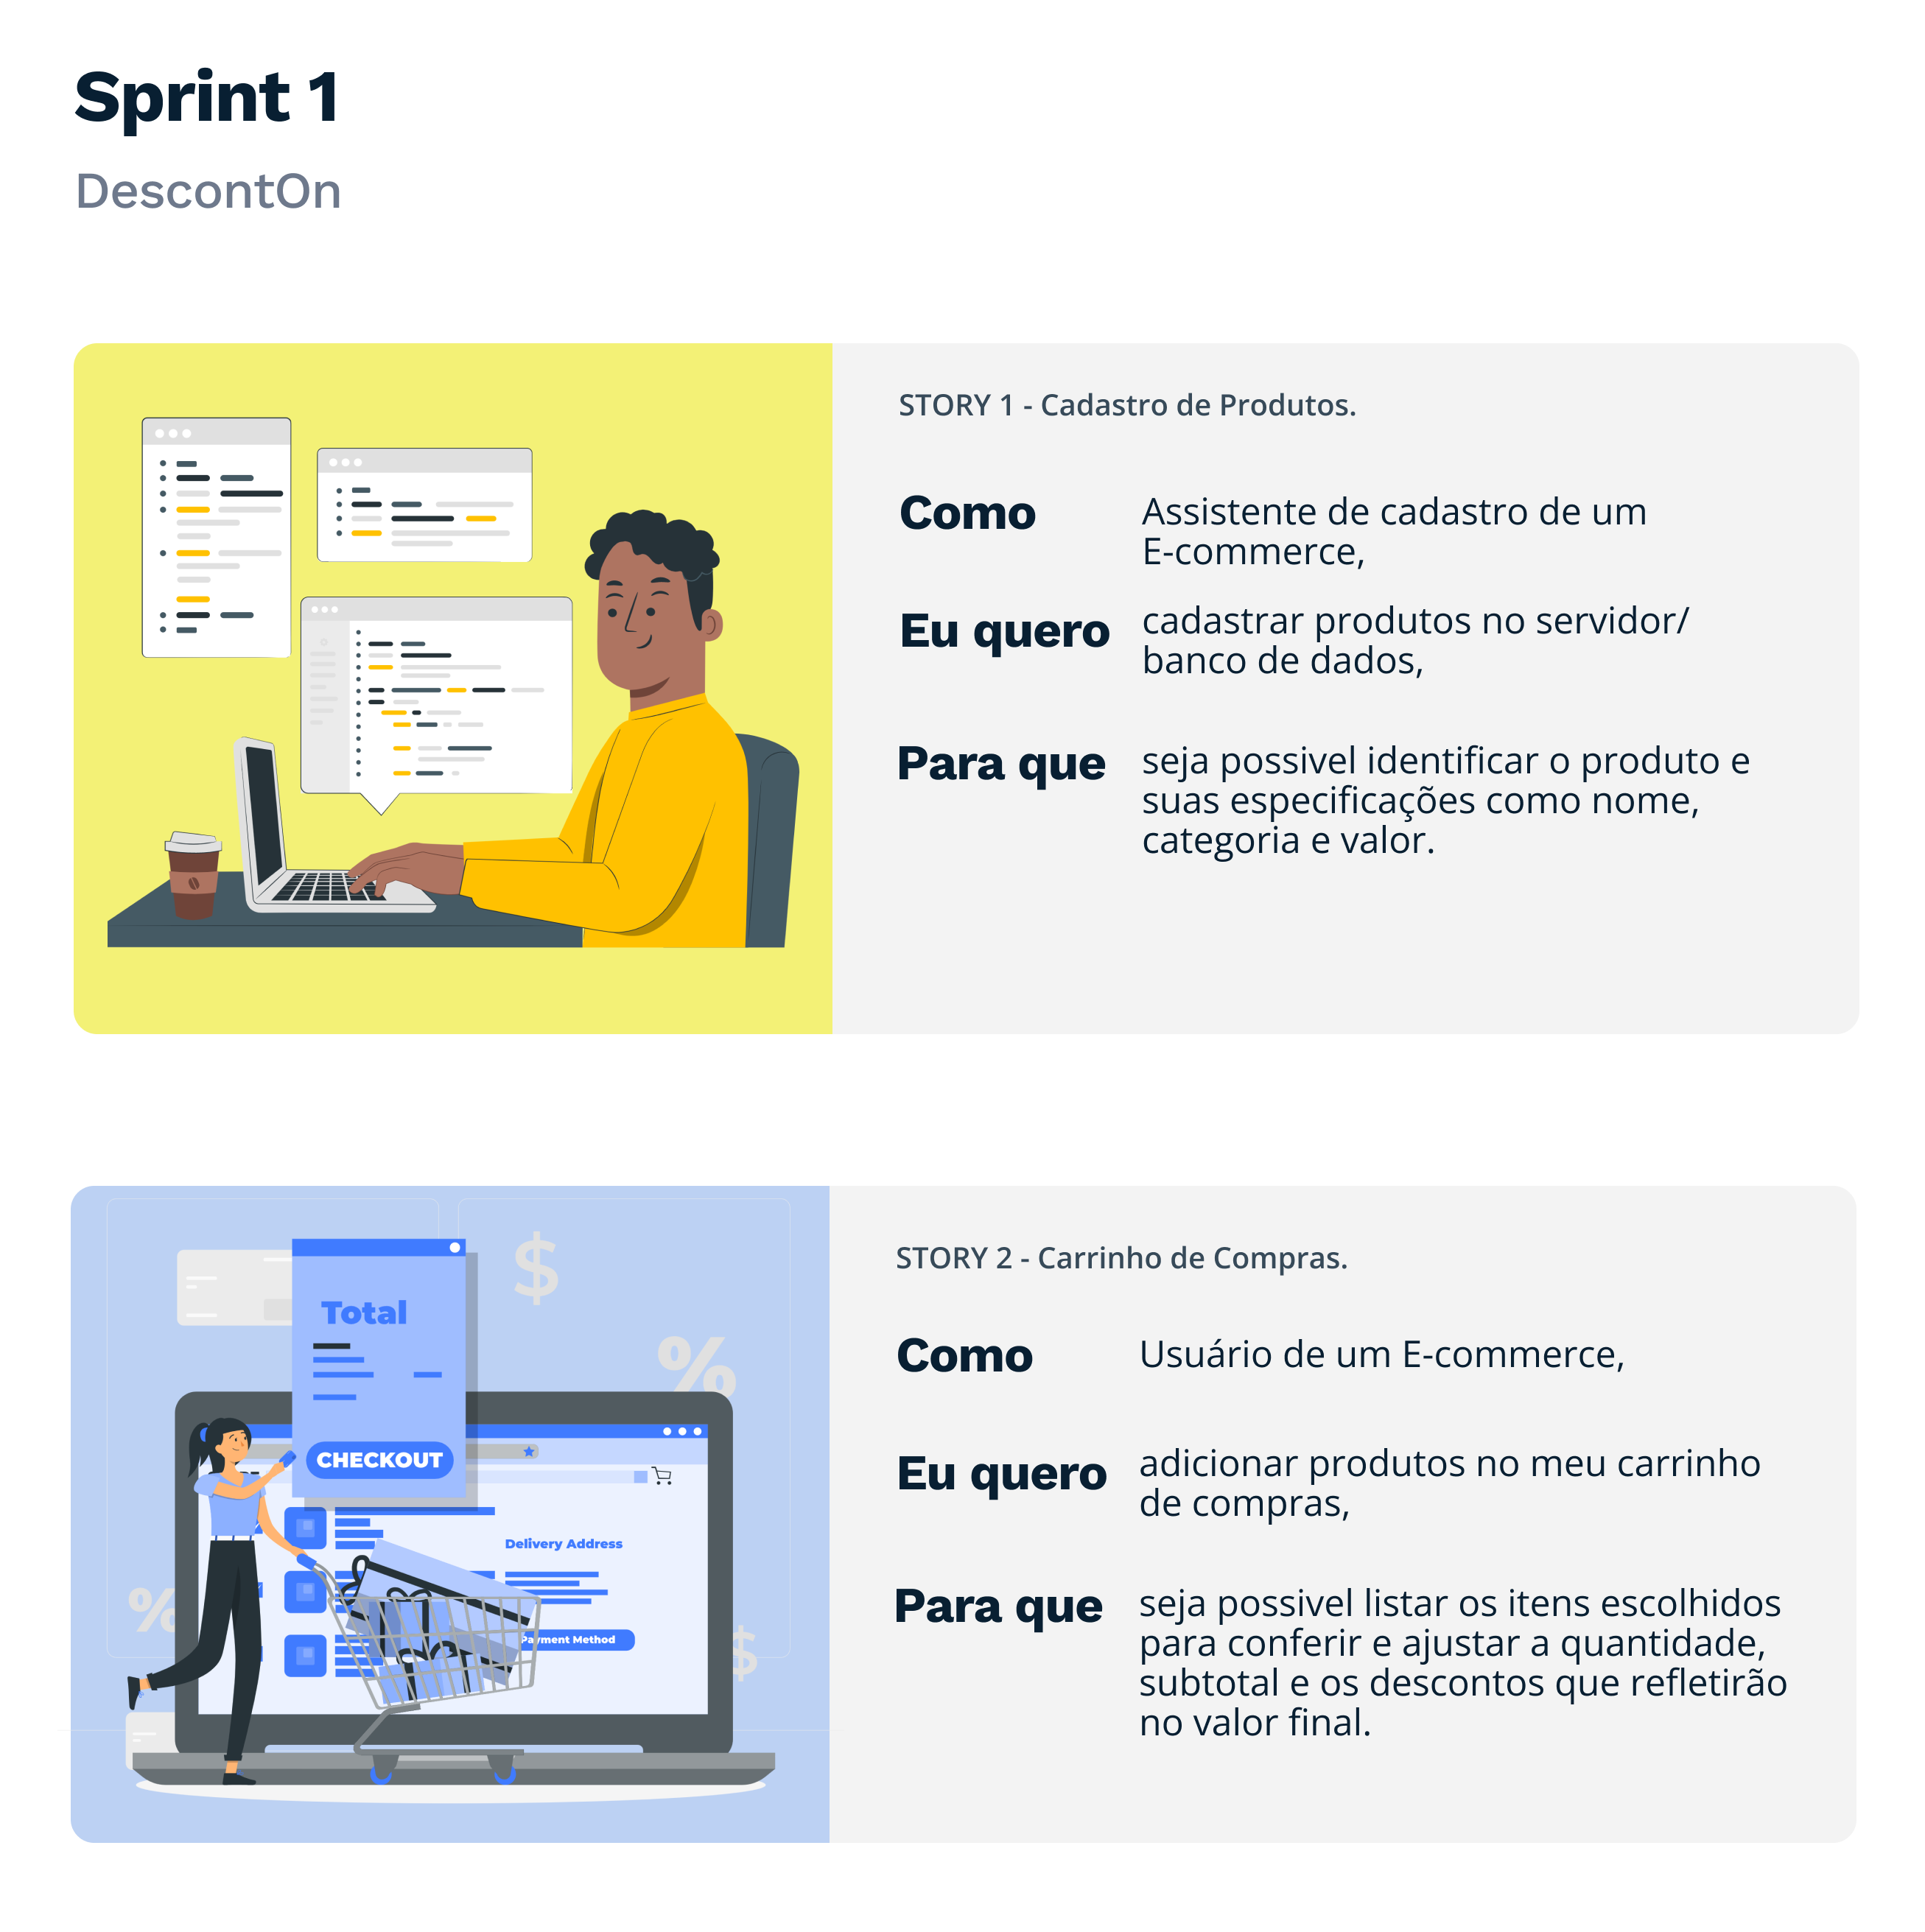 Sprint 1
DescontOn
STORY 1 - Cadastro de Produtos.
Como
Assistente de cadastro de um
E-commerce,
Eu quero
cadastrar produtos no servidor/
banco de dados,
Para que
seja possivel identificar o produto e
suas especificações como nome,
categoria e valor.
$
%
Total
CHECKOUT
Delivery Address
Payment Method
%
$
STORY 2 - Carrinho de Compras.
Como
Usuário de um E-commerce,
Eu quero
adicionar produtos no meu carrinho
de compras,
Para que
seja possivel listar os itens escolhidos
para conferir e ajustar a quantidade,
subtotal e os descontos que refletirão
no valor final.